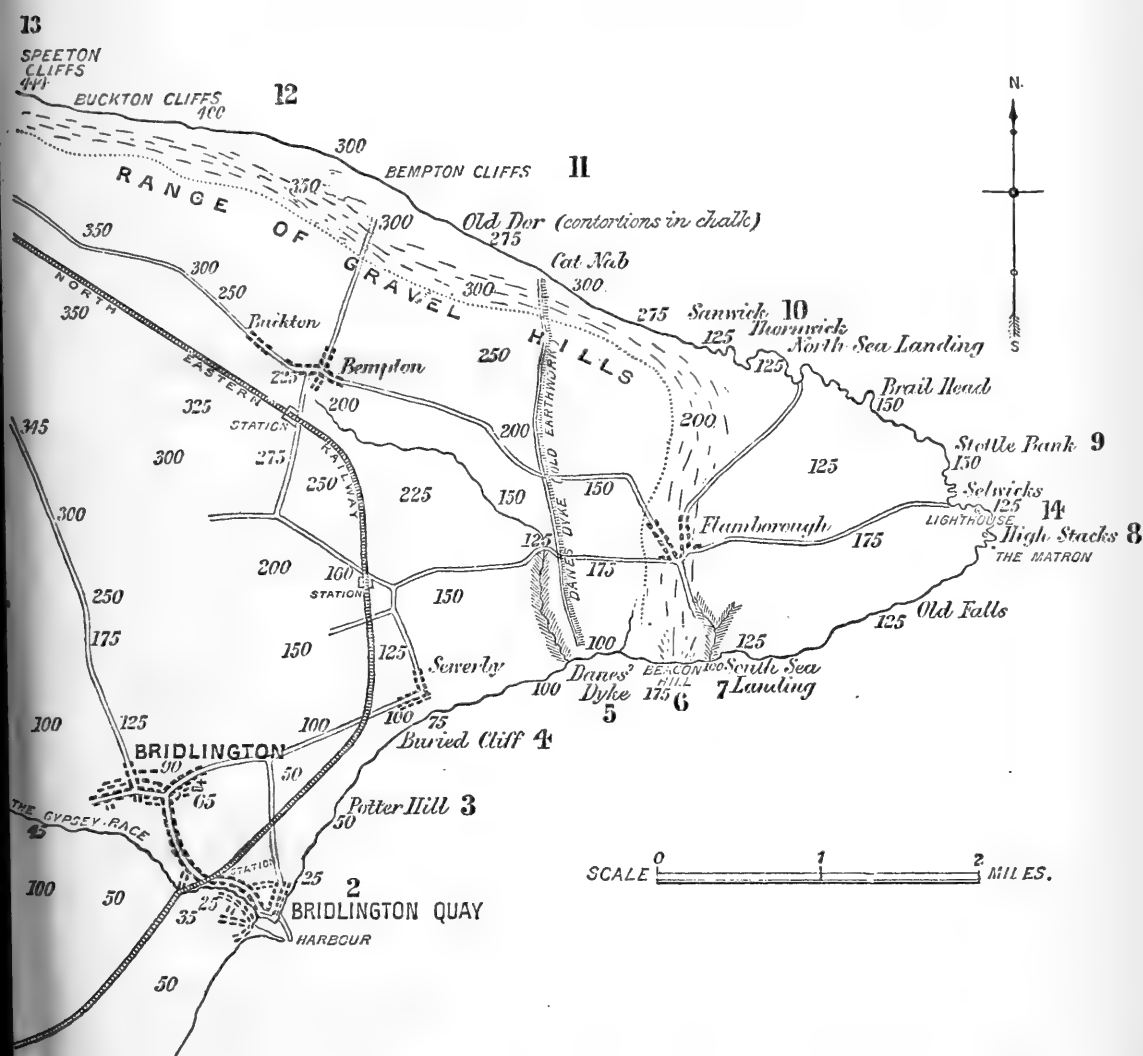 13
SPEETON
CLIFFS
444
BUCKTON CLIFFS 12
400
N.
300
BEMPTON CLIFFS 11
350
RANGE OF GRAVEL HILLS
300
Old Dor (contortions in chalk)
275
350
Cat Nab
300
300
300
250
275
Sanwick 10
125
Thornwick
North Sea Landing
125
S
NORTH EASTERN RAILWAY
350
Buckton
250
Bempton
225
200
Brail Head
150
325
STATION
200
200
DANES DYKE OLD EARTHWORK
345
300
275
250
225
150
150
125
Stottle Bank 9
150
Selwicks
125 14
LIGHTHOUSE
High Stacks 8
THE MATRON
300
Flamborough
175
125
175
200
160
STATION
150
250
175
150
125
100
125
Old Falls
125
Sewerby
100
Danes'
Dyke
5
BEACON
HILL
175 6
100
South Sea
7 Landing
100
125
100
100
75
Buried Cliff 4
BRIDLINGTON
90
65
50
THE GYPSEY RACE
45
Potter Hill 3
50
SCALE 0 1 2 MILES.
100
50
STATION
25
2
35
25
BRIDLINGTON QUAY
HARBOUR
50